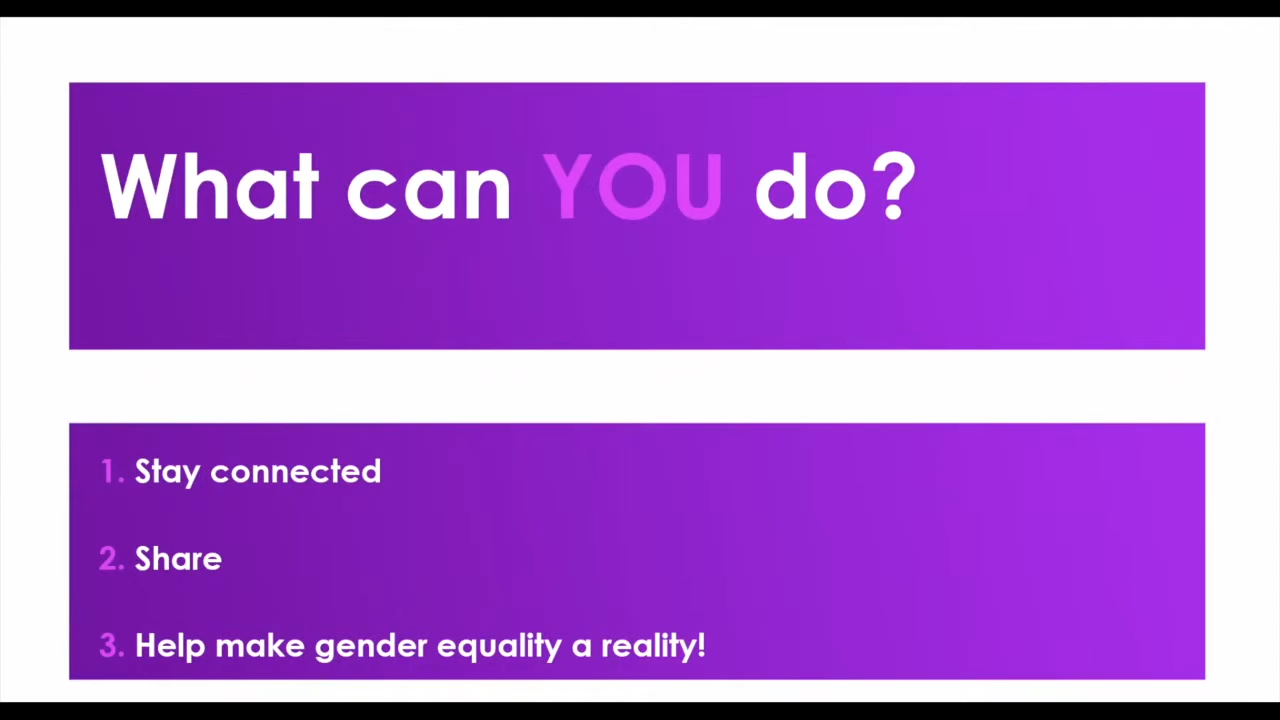 What can YOU do?
1. Stay connected
2. Share
3. Help make gender equality a reality!